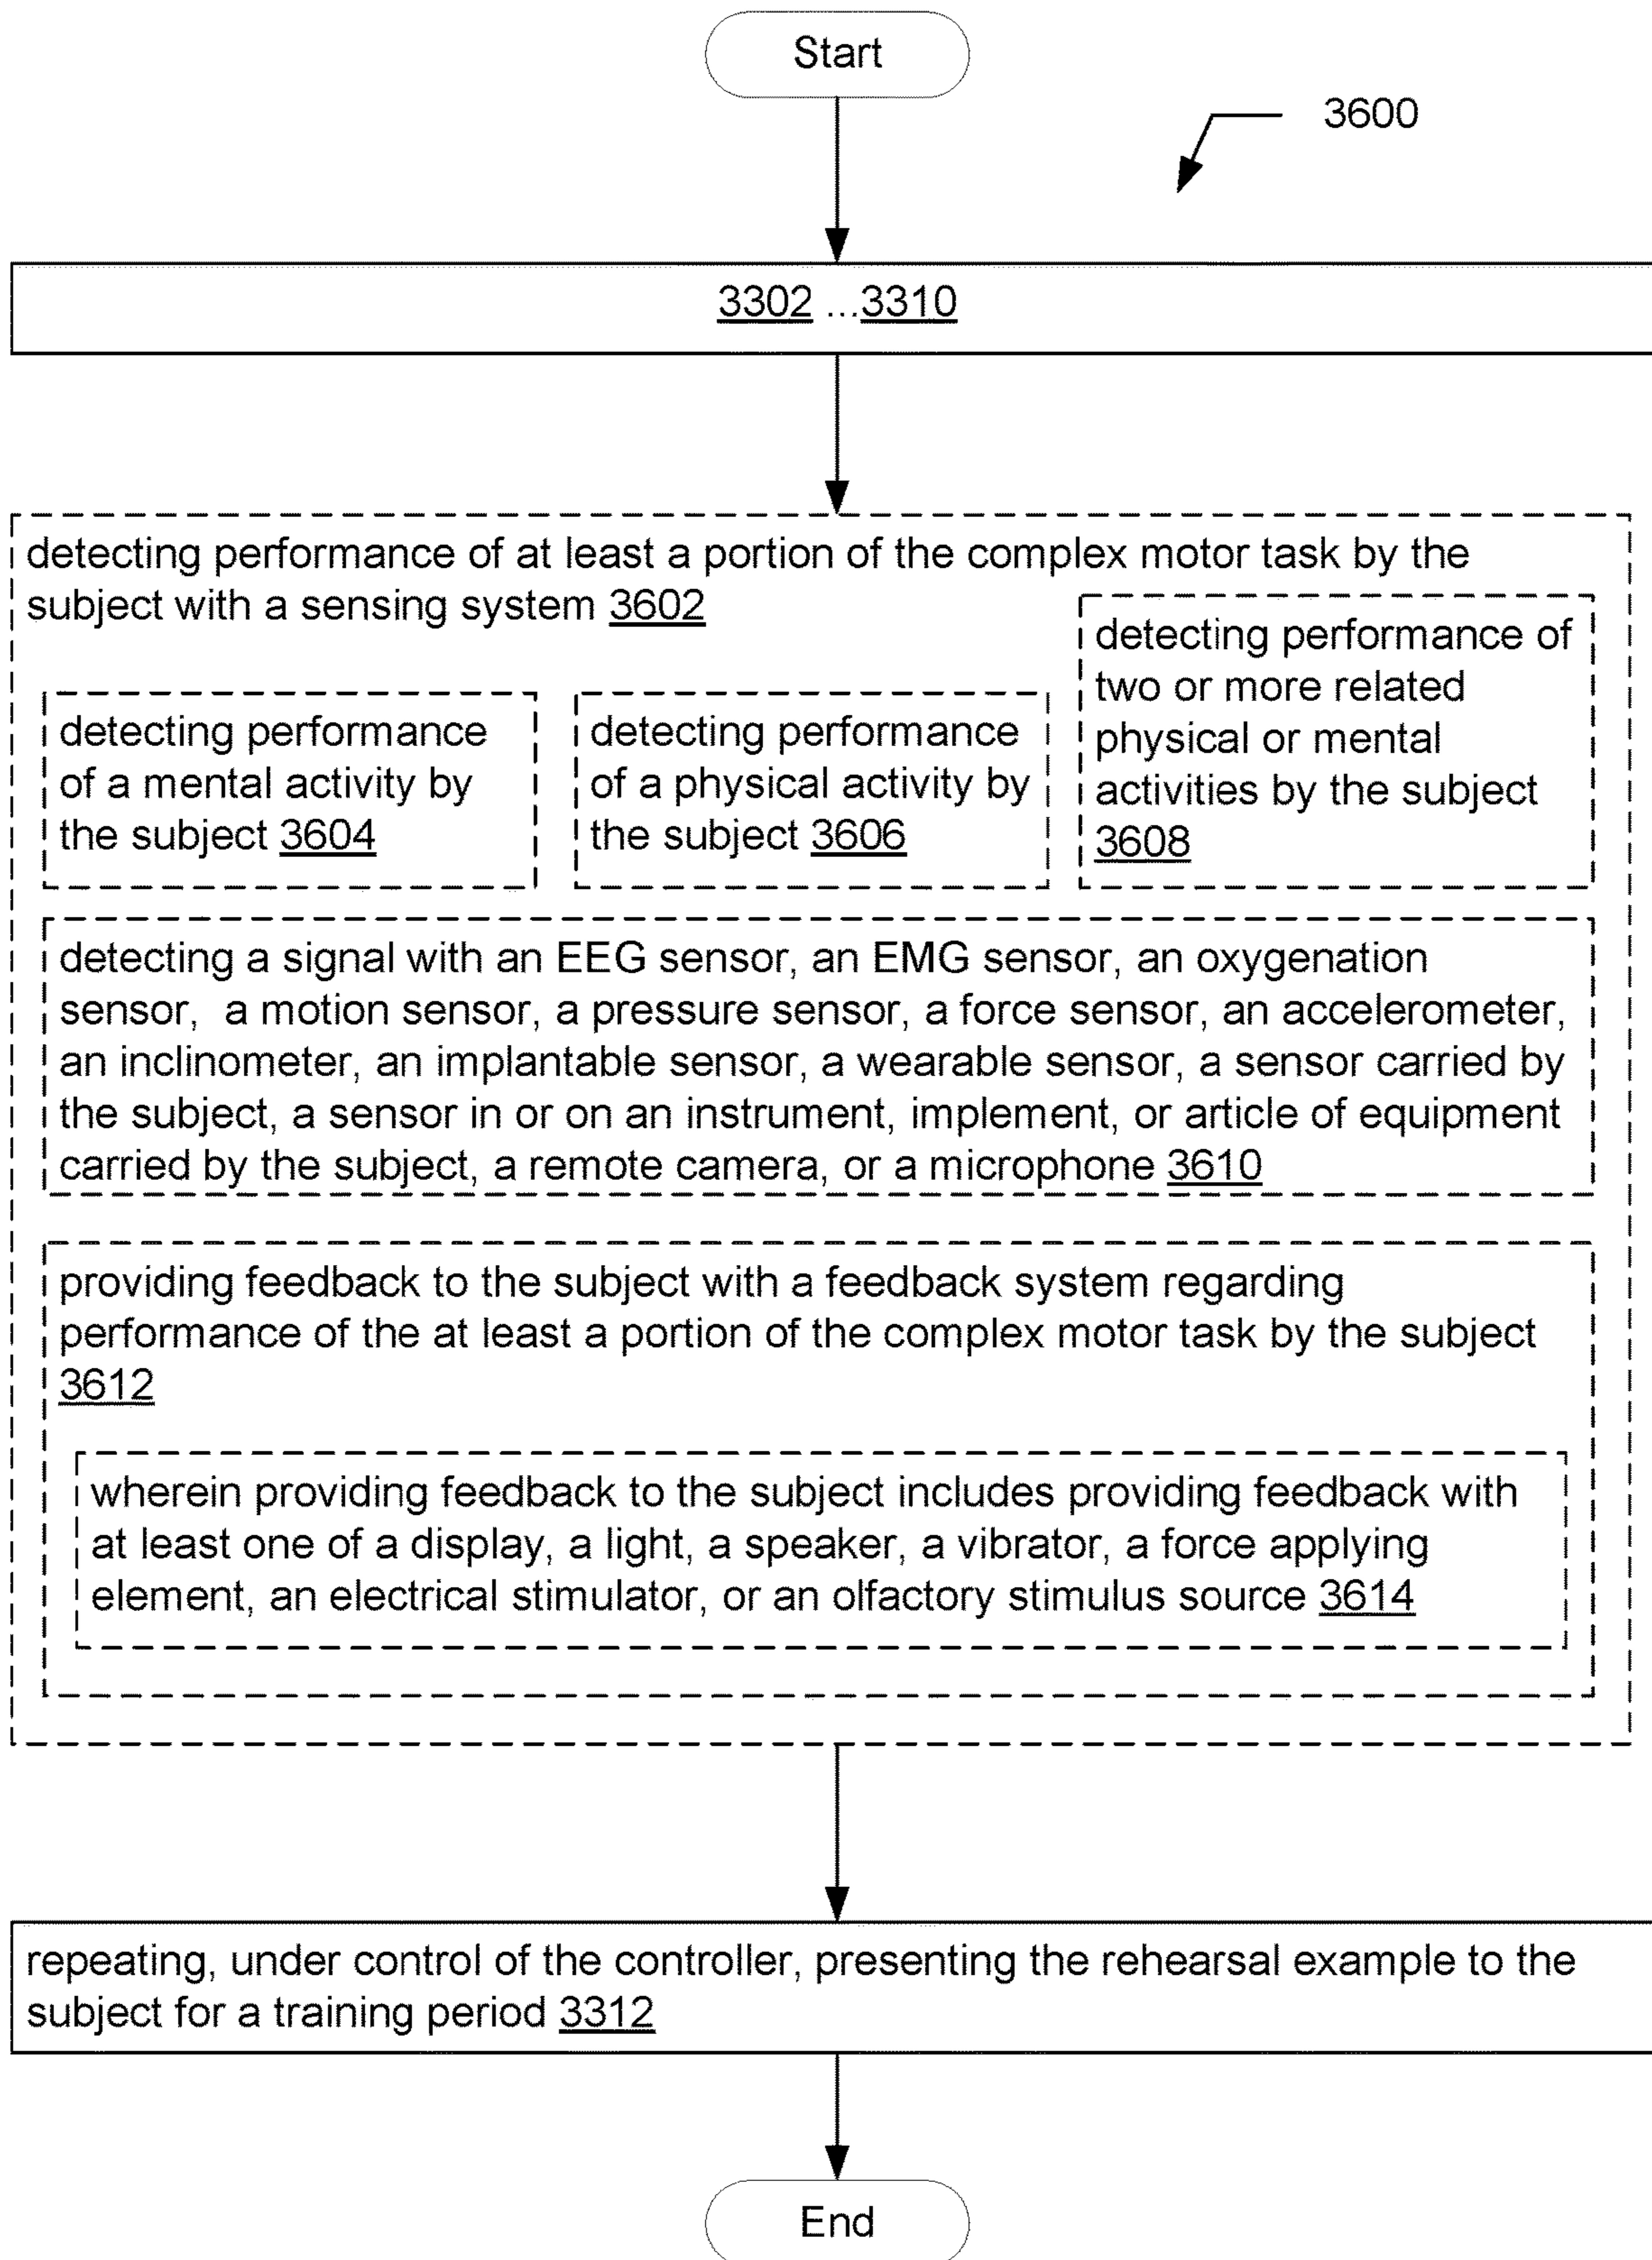 Start
3600
3302 ...3310
detecting performance of at least a portion of the complex motor task by the
subject with a sensing system 3602
detecting performance
of a mental activity by
the subject 3604
detecting performance
of a physical activity by
the subject 3606
detecting performance of
two or more related
physical or mental
activities by the subject
3608
detecting a signal with an EEG sensor, an EMG sensor, an oxygenation
sensor, a motion sensor, a pressure sensor, a force sensor, an accelerometer,
an inclinometer, an implantable sensor, a wearable sensor, a sensor carried by
the subject, a sensor in or on an instrument, implement, or article of equipment
carried by the subject, a remote camera, or a microphone 3610
providing feedback to the subject with a feedback system regarding
performance of the at least a portion of the complex motor task by the subject
3612
wherein providing feedback to the subject includes providing feedback with
at least one of a display, a light, a speaker, a vibrator, a force applying
element, an electrical stimulator, or an olfactory stimulus source 3614
repeating, under control of the controller, presenting the rehearsal example to the
subject for a training period 3312
End